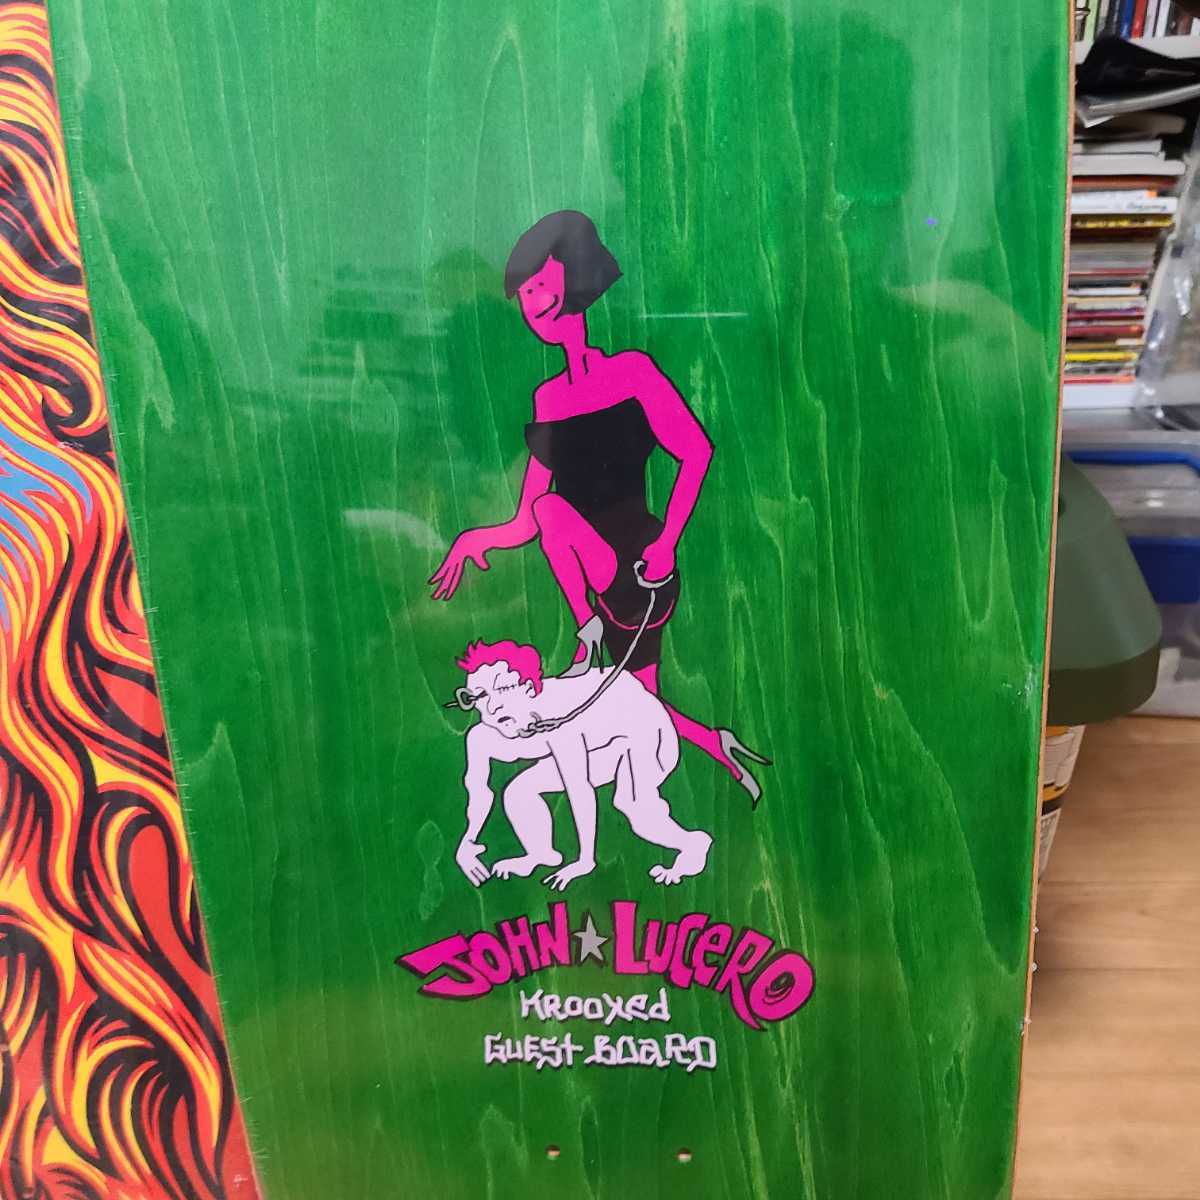 JOHN ★ LUCERO
KROOKED
GUEST BOARD